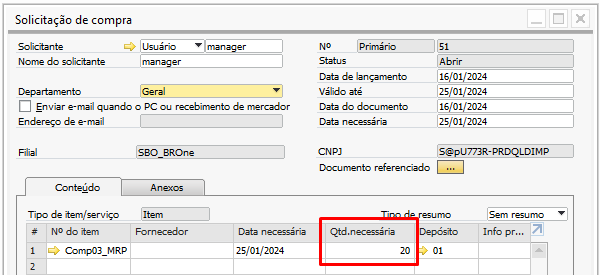 Solicitação de compra
Solicitante Usuário manager Nº Primário 51
Nome do solicitante manager Status Abrir
Data de lançamento 16/01/2024
Departamento Geral Válido até 25/01/2024
Enviar e-mail quando o PC ou recebimento de mercador Data do documento 16/01/2024
Endereço de e-mail Data necessária 25/01/2024
Filial SBO_BROne CNPJ S@pU773R-PRDQLDIMP
Documento referenciado ...
Conteúdo Anexos
Tipo de item/serviço Item Tipo de resumo Sem resumo
# Nº do item Fornecedor Data necessária Qtd.necessária Depósito Info pr...
1 Comp03_MRP 25/01/2024 20 01
2